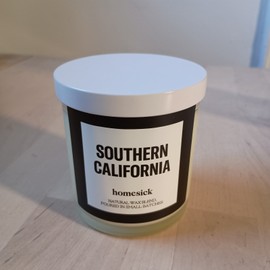 SOUTHERN
CALIFORNIA
homesick
NATURAL WAX BLEND
POURED IN SMALL BATCHES